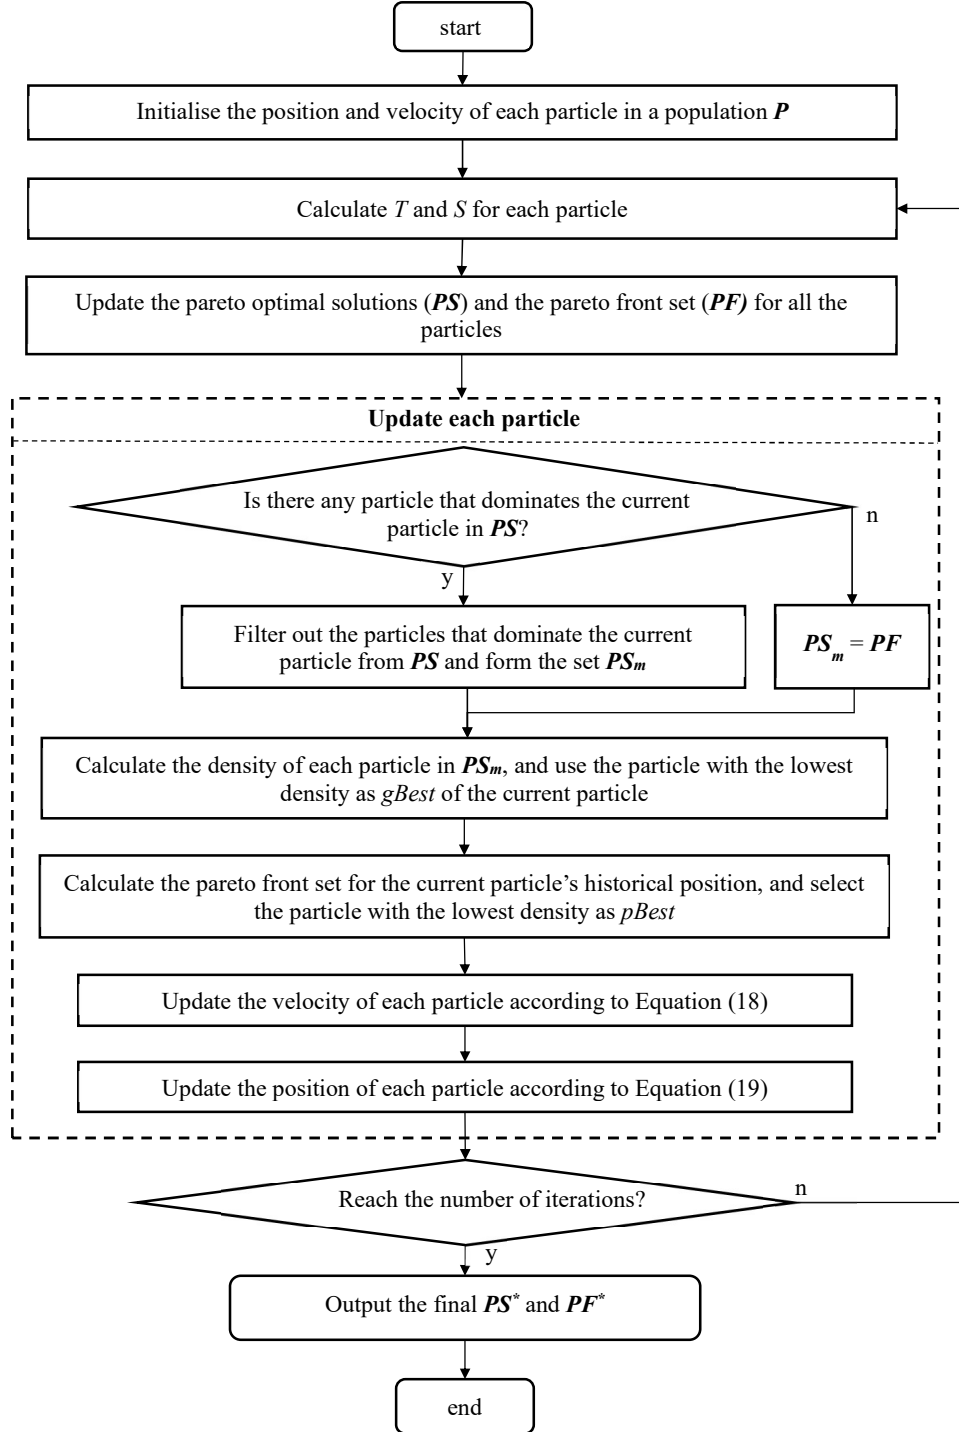 start
Initialise the position and velocity of each particle in a population P
Calculate T and S for each particle
Update the pareto optimal solutions (PS) and the pareto front set (PF) for all the
particles
Update each particle
Is there any particle that dominates the current
particle in PS?
n
y
Filter out the particles that dominate the current
particle from PS and form the set PSm
PSm = PF
Calculate the density of each particle in PSm, and use the particle with the lowest
density as gBest of the current particle
Calculate the pareto front set for the current particle’s historical position, and select
the particle with the lowest density as pBest
Update the velocity of each particle according to Equation (18)
Update the position of each particle according to Equation (19)
Reach the number of iterations?
n
y
Output the final PS* and PF*
end